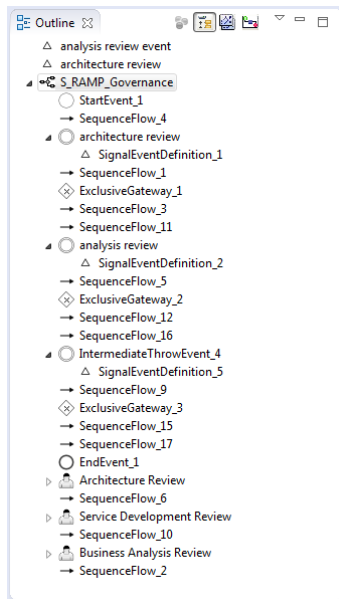 Outline
analysis review event
architecture review
S_RAMP_Governance
StartEvent_1
SequenceFlow_4
architecture review
SignalEventDefinition_1
SequenceFlow_1
ExclusiveGateway_1
SequenceFlow_3
SequenceFlow_11
analysis review
SignalEventDefinition_2
SequenceFlow_5
ExclusiveGateway_2
SequenceFlow_12
SequenceFlow_16
IntermediateThrowEvent_4
SignalEventDefinition_5
SequenceFlow_9
ExclusiveGateway_3
SequenceFlow_15
SequenceFlow_17
EndEvent_1
Architecture Review
SequenceFlow_6
Service Development Review
SequenceFlow_10
Business Analysis Review
SequenceFlow_2